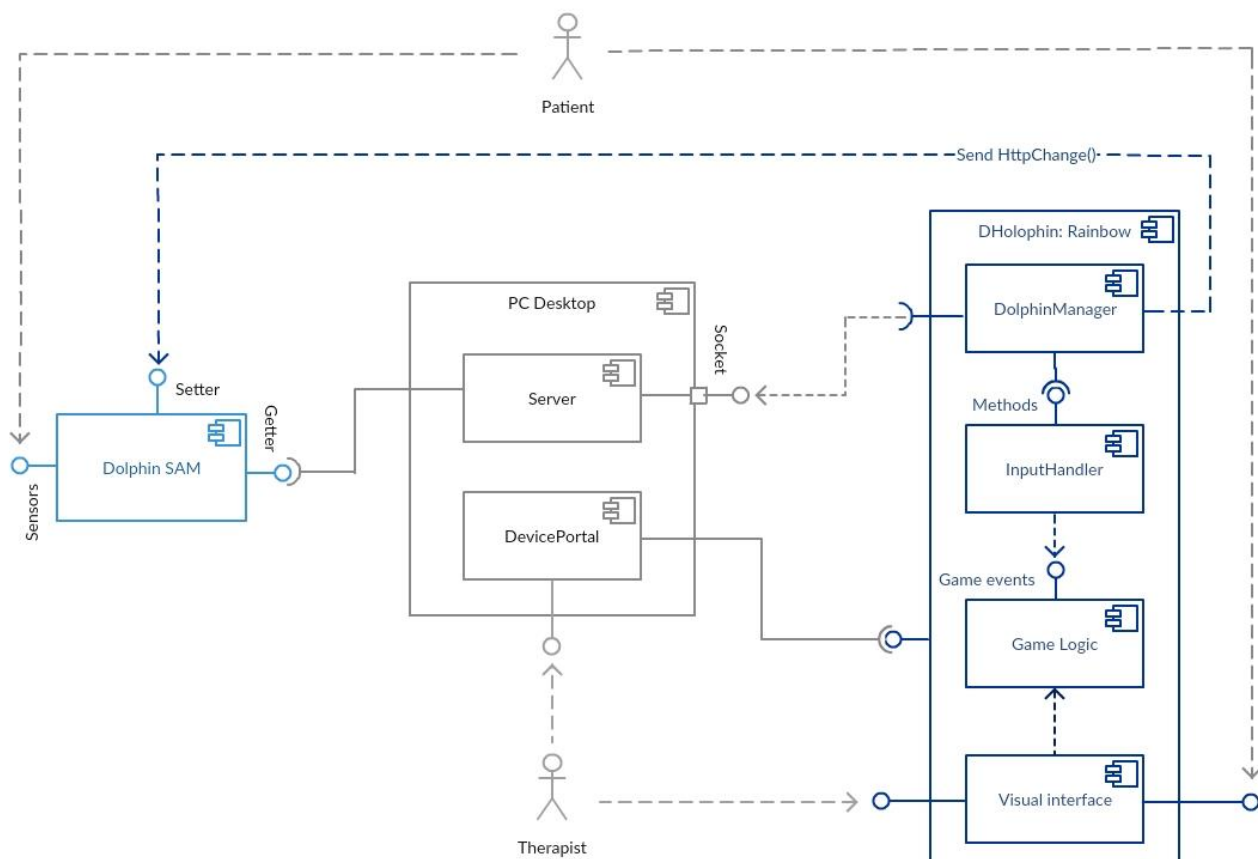 Patient
Send HttpChange()
DHolophin: Rainbow
PC Desktop
DolphinManager
Socket
Setter
Server
Methods
Getter
Dolphin SAM
InputHandler
Sensors
DevicePortal
Game events
Game Logic
Visual interface
Therapist